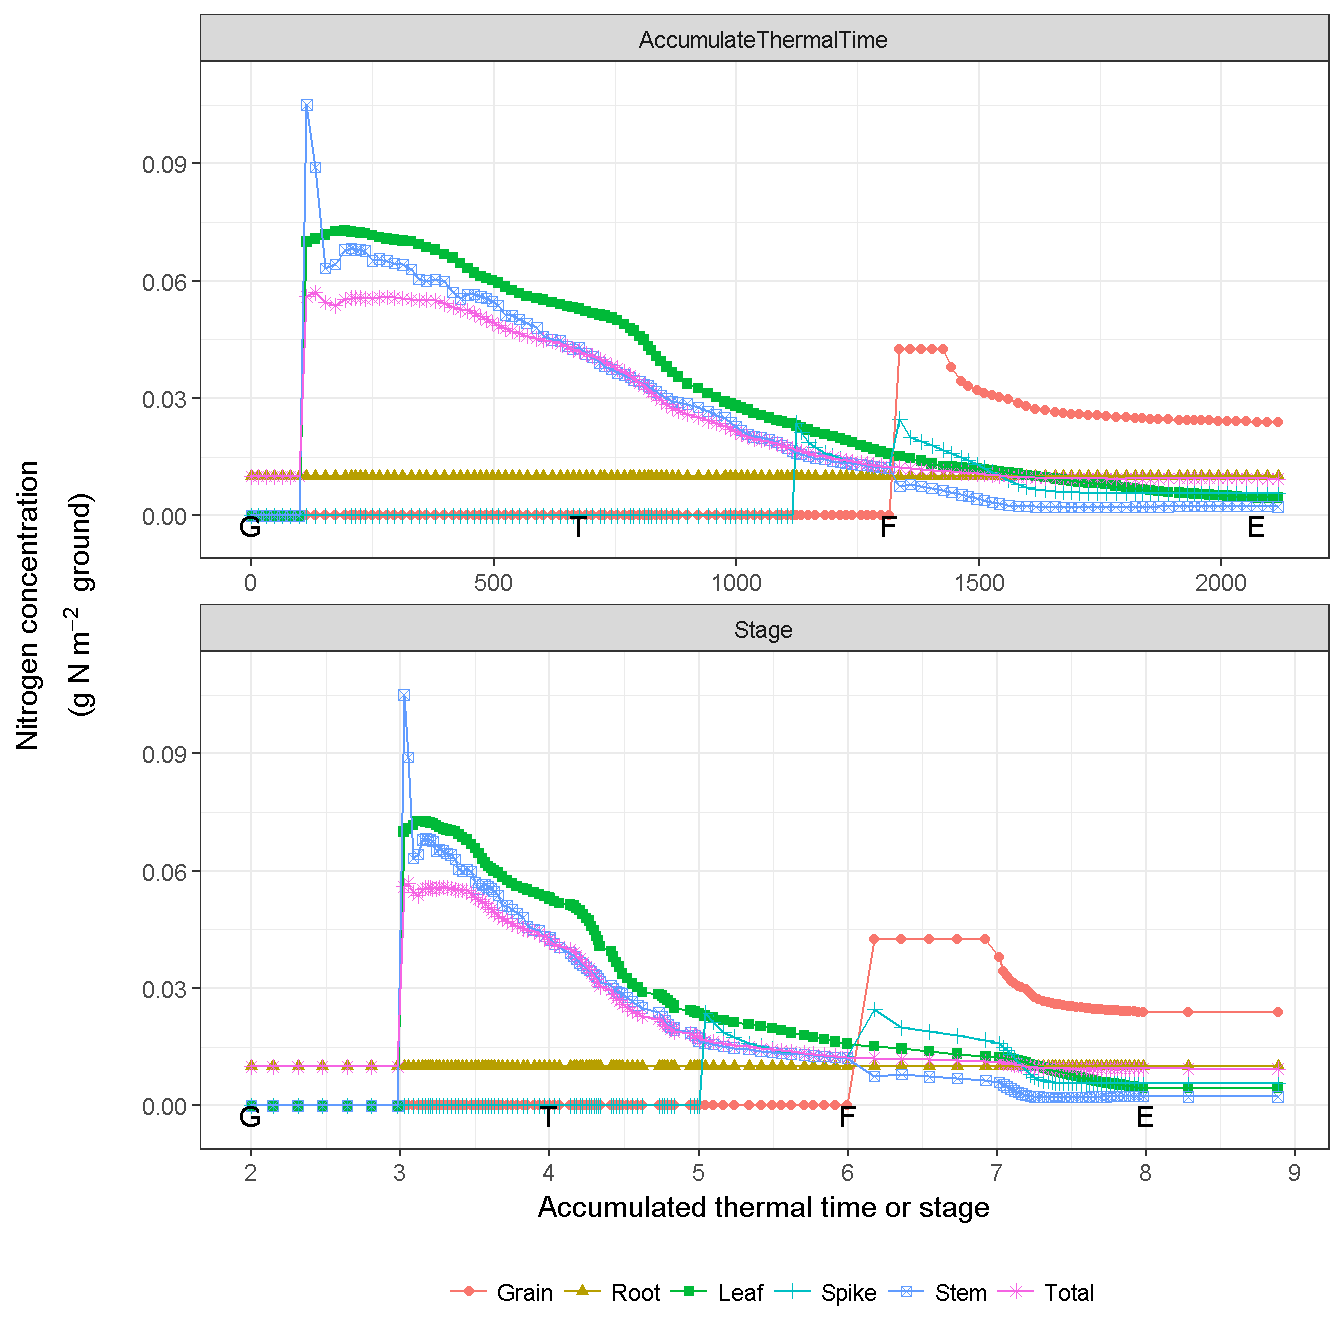 AccumulateThermalTime
0.09
0.06
0.03
0.00
G T F E
0 500 1000 1500 2000
Stage
0.09
0.06
0.03
0.00
G T F E
2 3 4 5 6 7 8 9
Nitrogen concentration
(g N m−2 ground)
Accumulated thermal time or stage
Grain Root Leaf Spike Stem Total